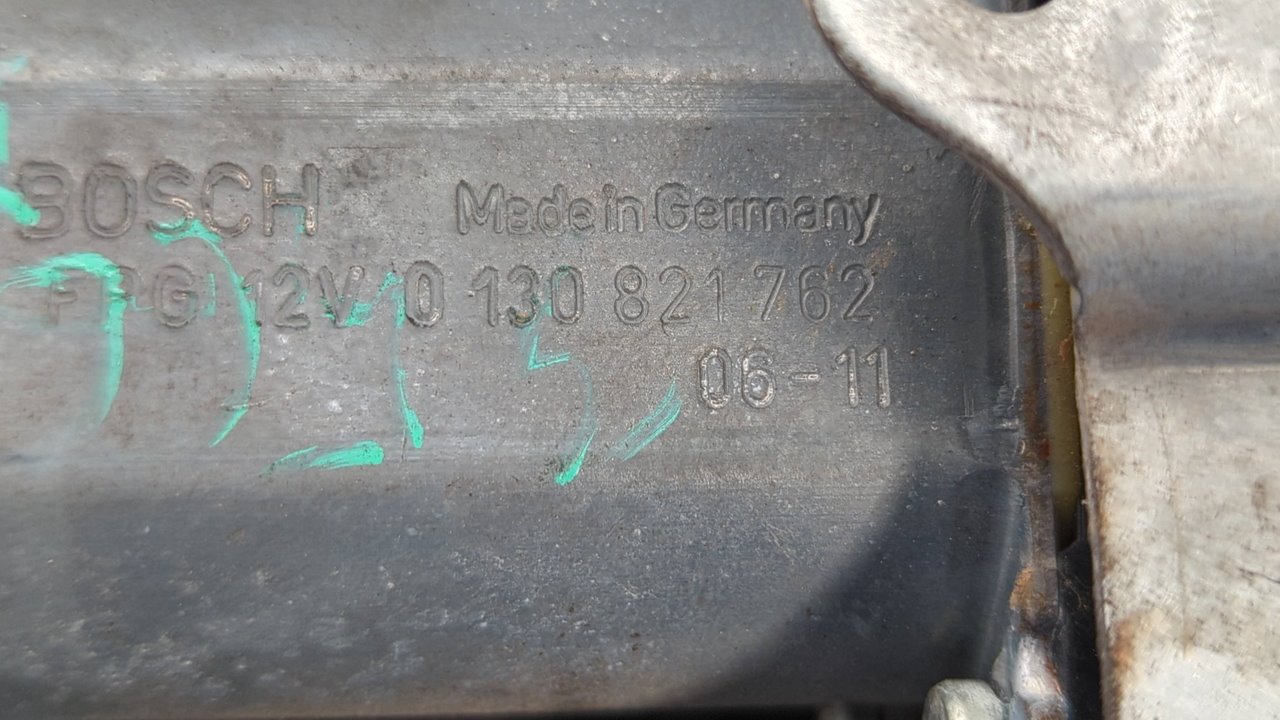 BOSCH Made in Germany
FPG 12V 0 130 821 762
06-11